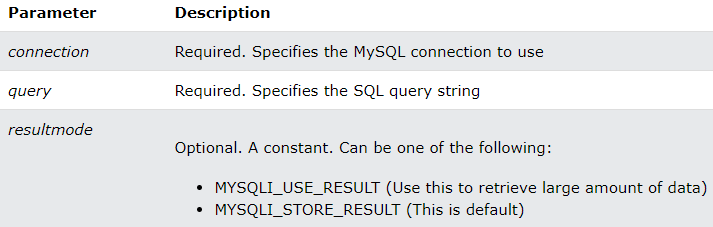 Parameter Description
connection Required. Specifies the MySQL connection to use
query Required. Specifies the SQL query string
resultmode
Optional. A constant. Can be one of the following:
• MYSQLI_USE_RESULT (Use this to retrieve large amount of data)
• MYSQLI_STORE_RESULT (This is default)